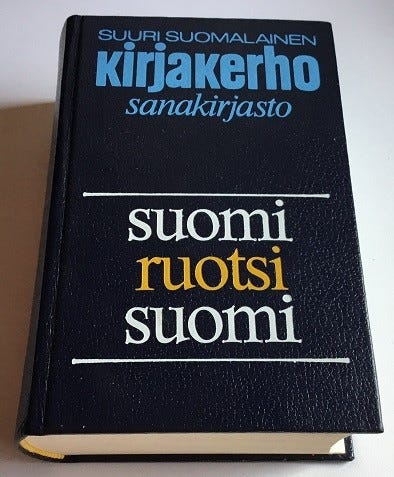 SUURI SUOMALAINEN
kirjakerho
sanakirjasto
suomi
ruotsi
suomi